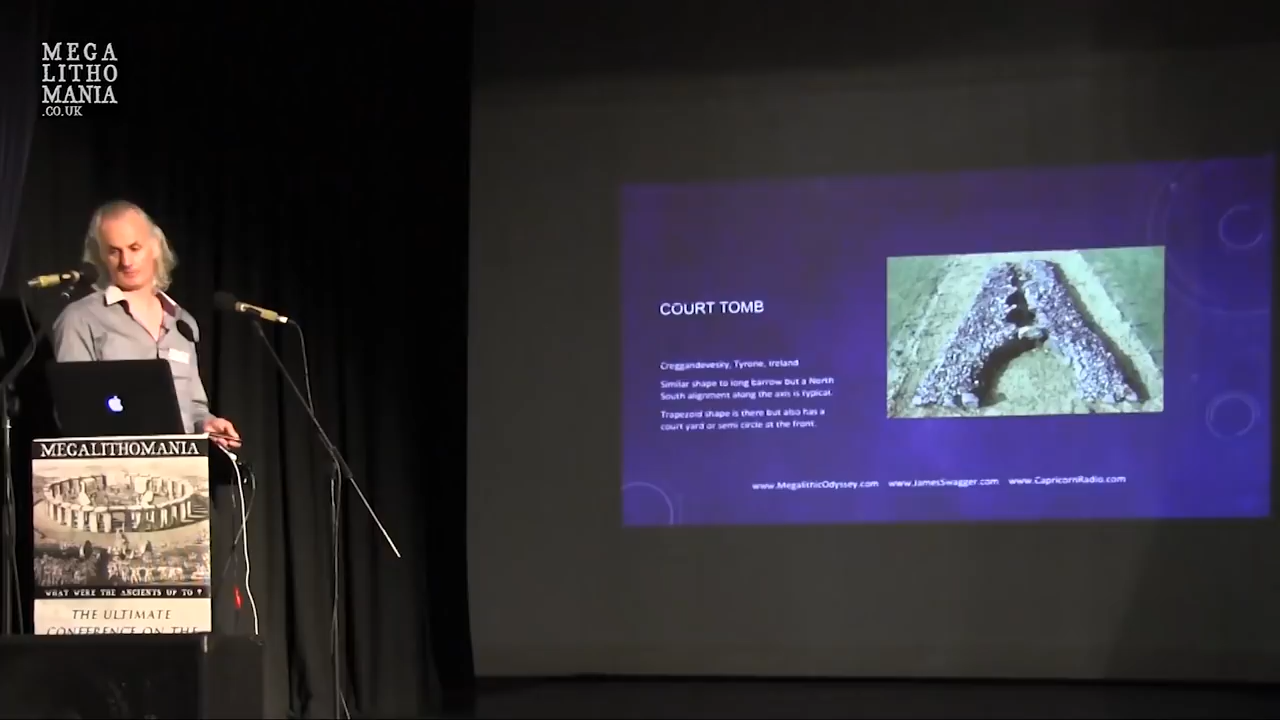 MEGA
LITHO
MANIA
.CO.UK
COURT TOMB
Creggandevesky, Tyrone, Ireland
Similar shape to long barrow but a North
South alignment along the axis is typical.
Trapezoid shape is there but also has a
court yard or semi circle at the front.
www.MegalithicOdyssey.com www.JamesSwagger.com www.CapricornRadio.com
MEGALITHOMANIA
WHAT WERE THE ANCIENTS UP TO ?
THE ULTIMATE
CONFERENCE ON THE